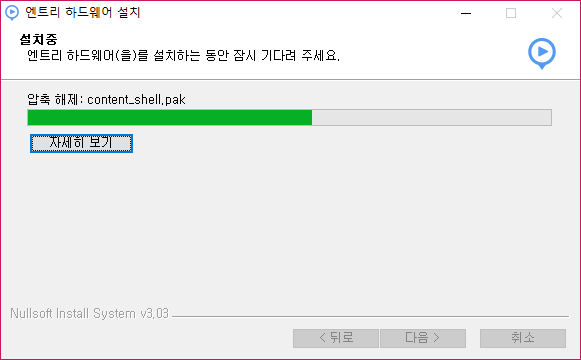 엔트리 하드웨어 설치
설치중
엔트리 하드웨어(을)를 설치하는 동안 잠시 기다려 주세요.
압축 해제: content_shell.pak
자세히 보기
Nullsoft Install System v3.03
< 뒤로
다음 >
취소